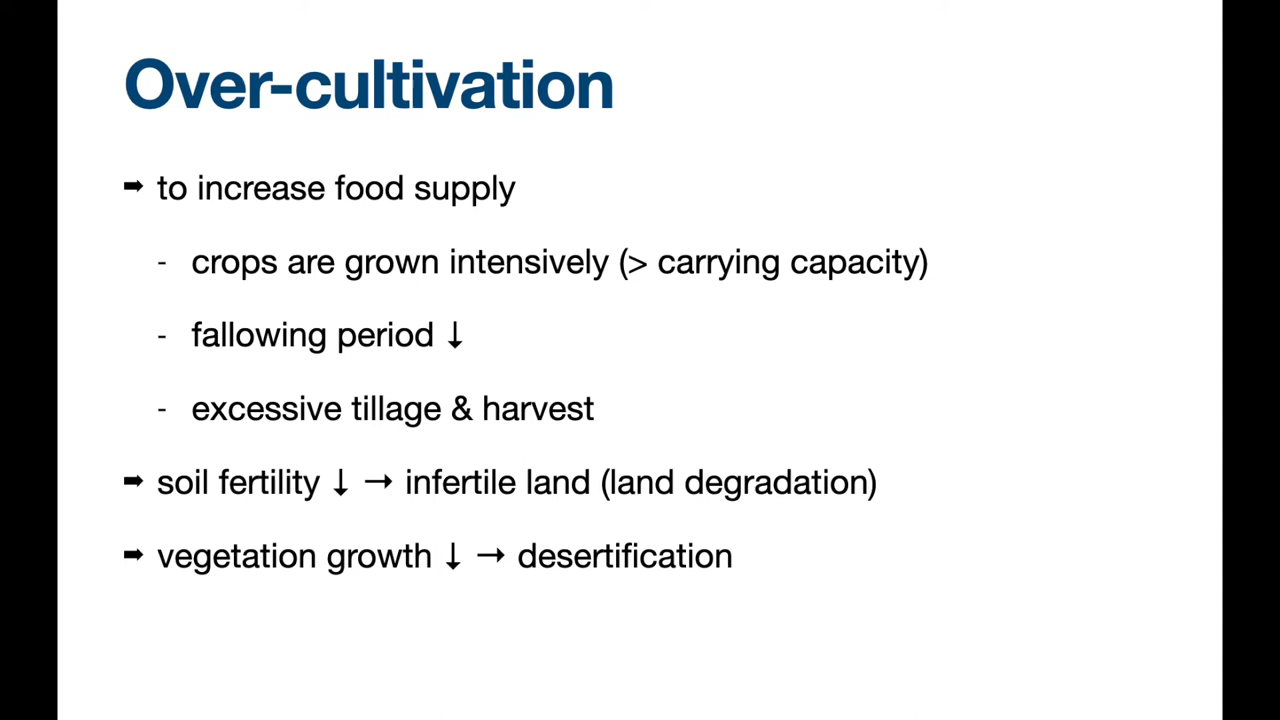 Over-cultivation
➡ to increase food supply
- crops are grown intensively (> carrying capacity)
- fallowing period ↓
- excessive tillage & harvest
➡ soil fertility ↓ → infertile land (land degradation)
➡ vegetation growth ↓ → desertification